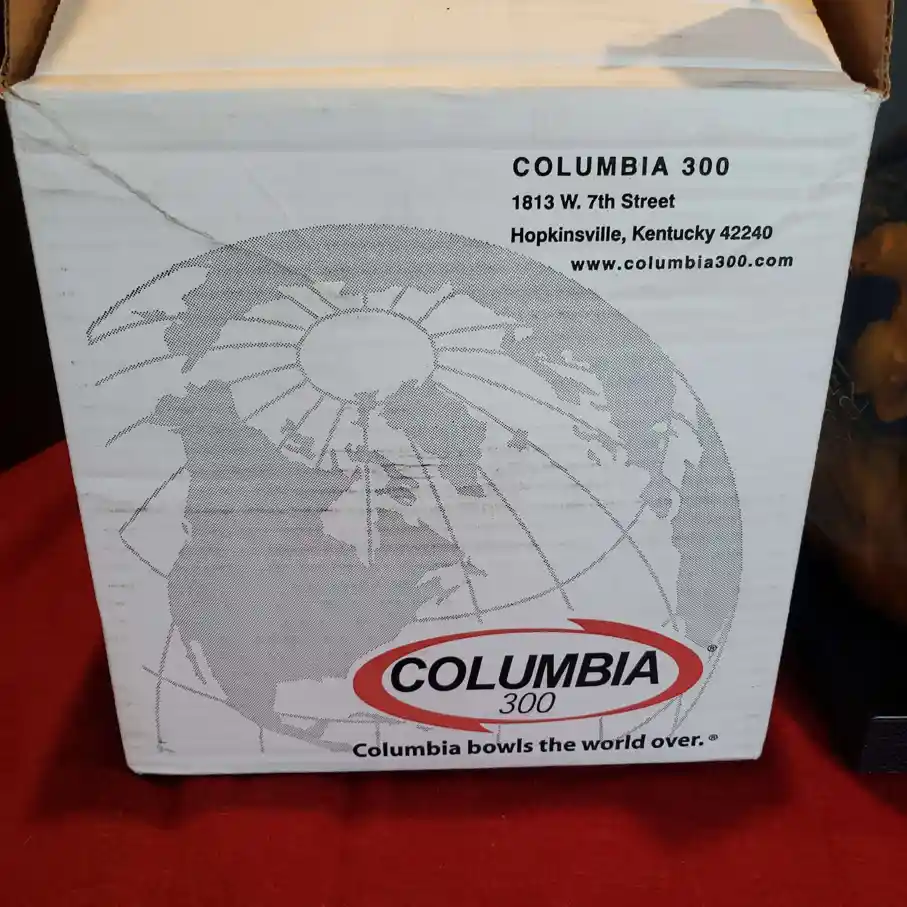 COLUMBIA 300
1813 W. 7th Street
Hopkinsville, Kentucky 42240
www.columbia300.com
COLUMBIA®
300
Columbia bowls the world over.®